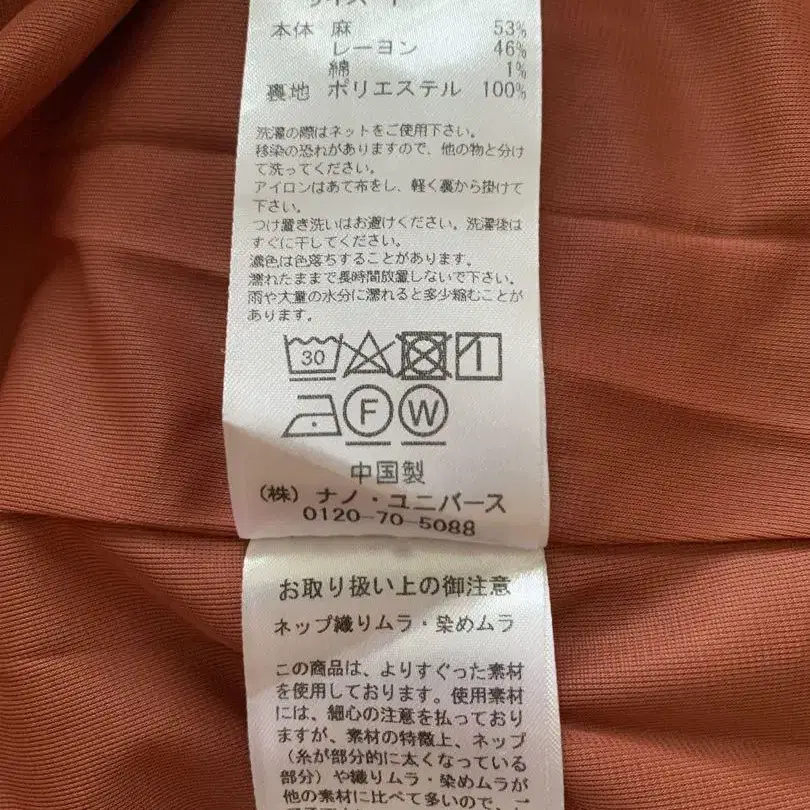 本体 麻 53%
レーヨン 46%
綿 1%
裏地 ポリエステル 100%
洗濯の際はネットをご使用下さい。
移染の恐れがありますので、他の物と分け
て洗ってください。
アイロンはあて布をし、軽く裏から掛けて
下さい。
つけ置き洗いはお避けください。洗濯後は
すぐに干してください。
濃色は色落ちすることがあります。
濡れたままで長時間放置しないで下さい。
雨や大量の水分に濡れると多少縮むことが
あります。
30
F W
中国製
(株) ナノ・ユニバース
0120-70-5088
お取り扱い上の御注意
ネップ織りムラ・染めムラ
この商品は、よりすぐった素材
を使用しております。使用素材
には、細心の注意を払っており
ますが、素材の特徴上、ネップ
(糸が部分的に太くなっている
部分)や織りムラ・染めムラが
他の素材に比べて多いので、